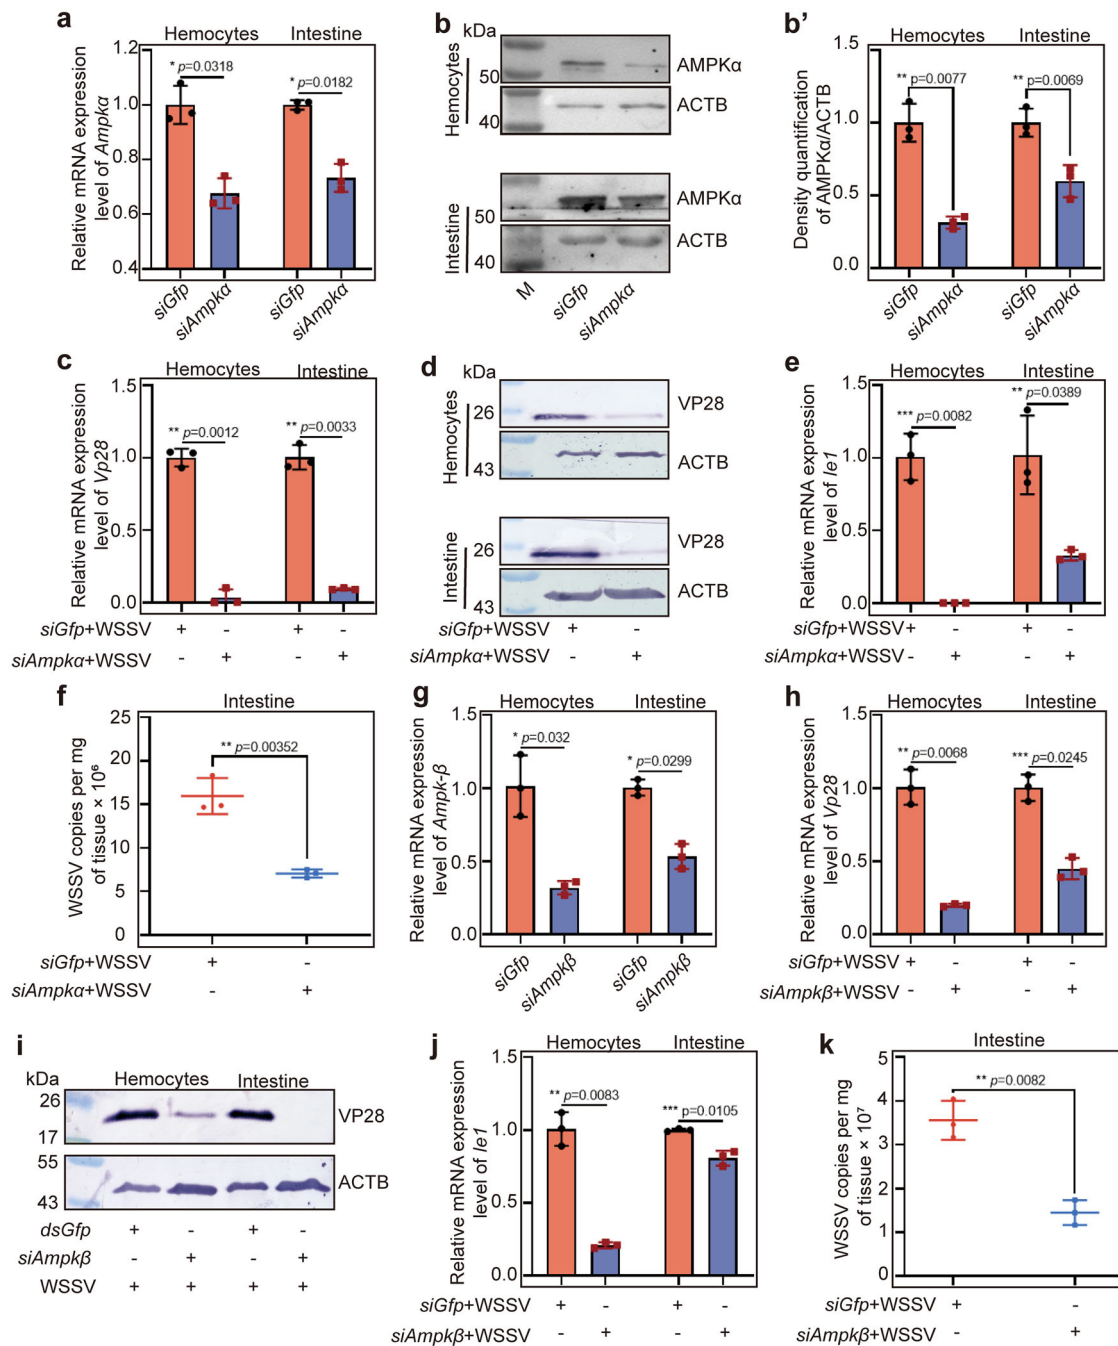 a
Hemocytes Intestine
Relative mRNA expression
level of Ampkα
1.2
1.0
0.8
0.6
0.4
* p=0.0318
* p=0.0182
siGfp siAmpkα siGfp siAmpkα
b
kDa
Hemocytes
50
40
AMPKα
ACTB
Intestine
50
40
AMPKα
ACTB
M siGfp siAmpkα
b’
Hemocytes Intestine
Density quantification
of AMPKα/ACTB
1.5
1.0
0.5
0.0
** p=0.0077
** p=0.0069
siGfp siAmpkα siGfp siAmpkα
c
Hemocytes Intestine
Relative mRNA expression
level of Vp28
1.5
1.0
0.5
0.0
** p=0.0012
** p=0.0033
siGfp+WSSV + - + -
siAmpkα+WSSV - + - +
d
kDa
Hemocytes
26
43
VP28
ACTB
Intestine
26
43
VP28
ACTB
siGfp+WSSV + -
siAmpkα+WSSV - +
e
Hemocytes Intestine
Relative mRNA expression
level of Ie1
1.5
1.0
0.5
0.0
*** p=0.0082
** p=0.0389
siGfp+WSSV + - + -
siAmpkα+WSSV - + - +
f
Intestine
WSSV copies per mg
of tissue × 10⁶
25
20
15
10
5
0
** p=0.00352
siGfp+WSSV + -
siAmpkα+WSSV - +
g
Hemocytes Intestine
Relative mRNA expression
level of Ampk-β
1.5
1.0
0.5
0.0
* p=0.032
* p=0.0299
siGfp siAmpkβ siGfp siAmpkβ
h
Hemocytes Intestine
Relative mRNA expression
level of Vp28
1.5
1.0
0.5
0.0
** p=0.0068
*** p=0.0245
siGfp+WSSV + - + -
siAmpkβ+WSSV - + - +
i
kDa
Hemocytes Intestine
26
17
VP28
55
43
ACTB
dsGfp + - + -
siAmpkβ - + - +
WSSV + + + +
j
Hemocytes Intestine
Relative mRNA expression
level of Ie1
1.5
1.0
0.5
0.0
** p=0.0083
*** p=0.0105
siGfp+WSSV + - + -
siAmpkβ+WSSV - + - +
k
Intestine
WSSV copies per mg
of tissue × 10⁷
5
4
3
2
1
0
** p=0.0082
siGfp+WSSV + -
siAmpkβ+WSSV - +